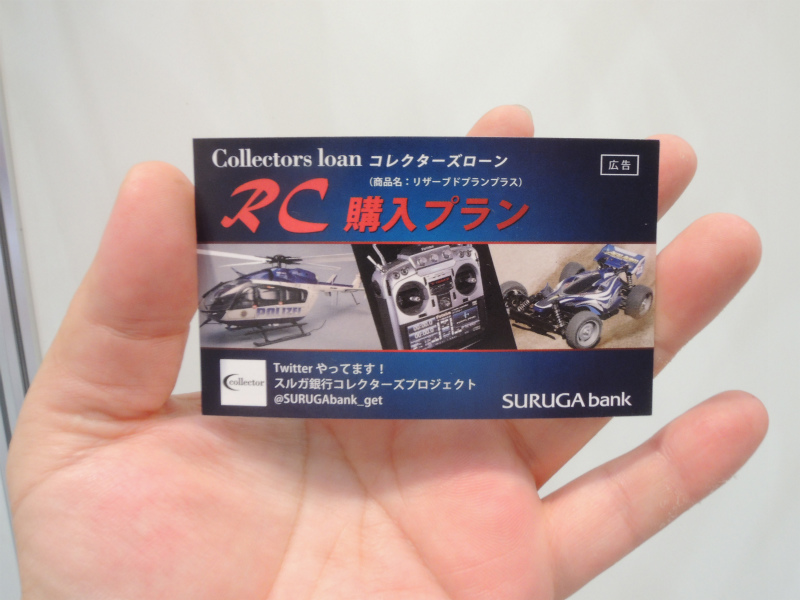 Collectors loan コレクターズローン
広告
（商品名：リザーブドプランプラス）
RC 購入プラン
POLIZEI
collector
Twitter やってます！
スルガ銀行コレクターズプロジェクト
@SURUGAbank_get
SURUGA bank